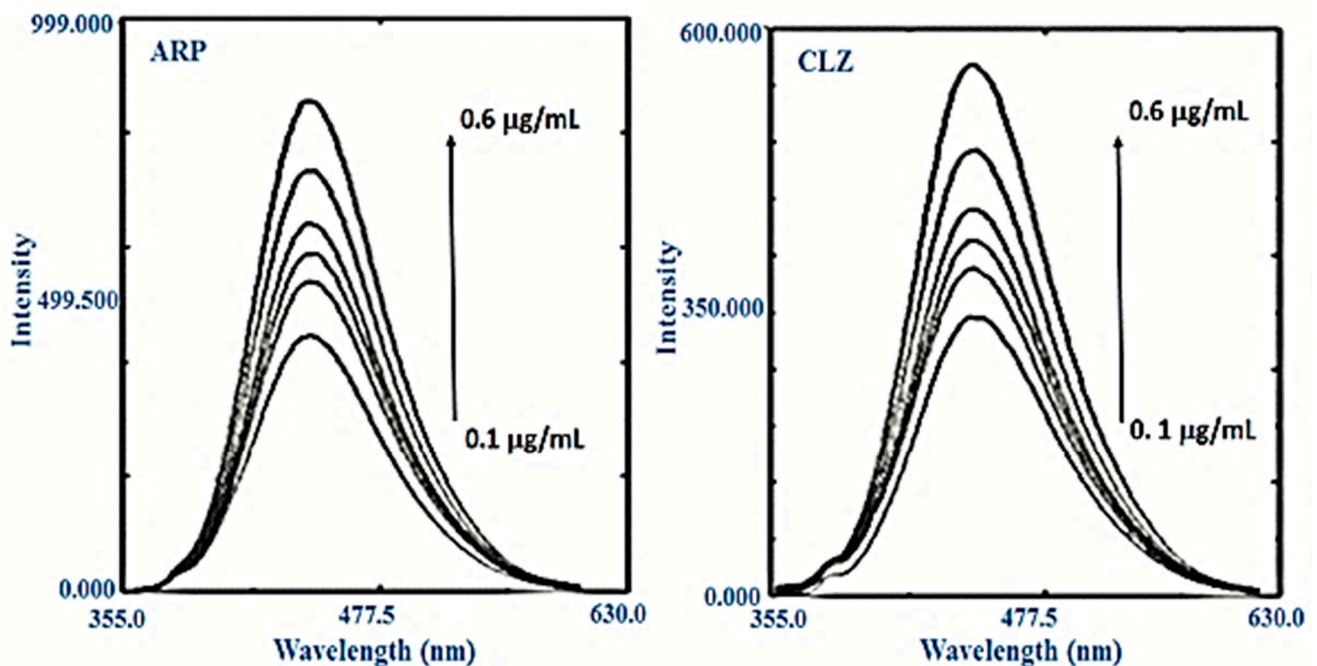 999.000
ARP
0.6 µg/mL
Intensity
499.500
0.1 µg/mL
0.000
355.0
477.5
630.0
Wavelength (nm)
600.000
CLZ
0.6 µg/mL
Intensity
350.000
0. 1 µg/mL
0.000
355.0
477.5
630.0
Wavelength (nm)